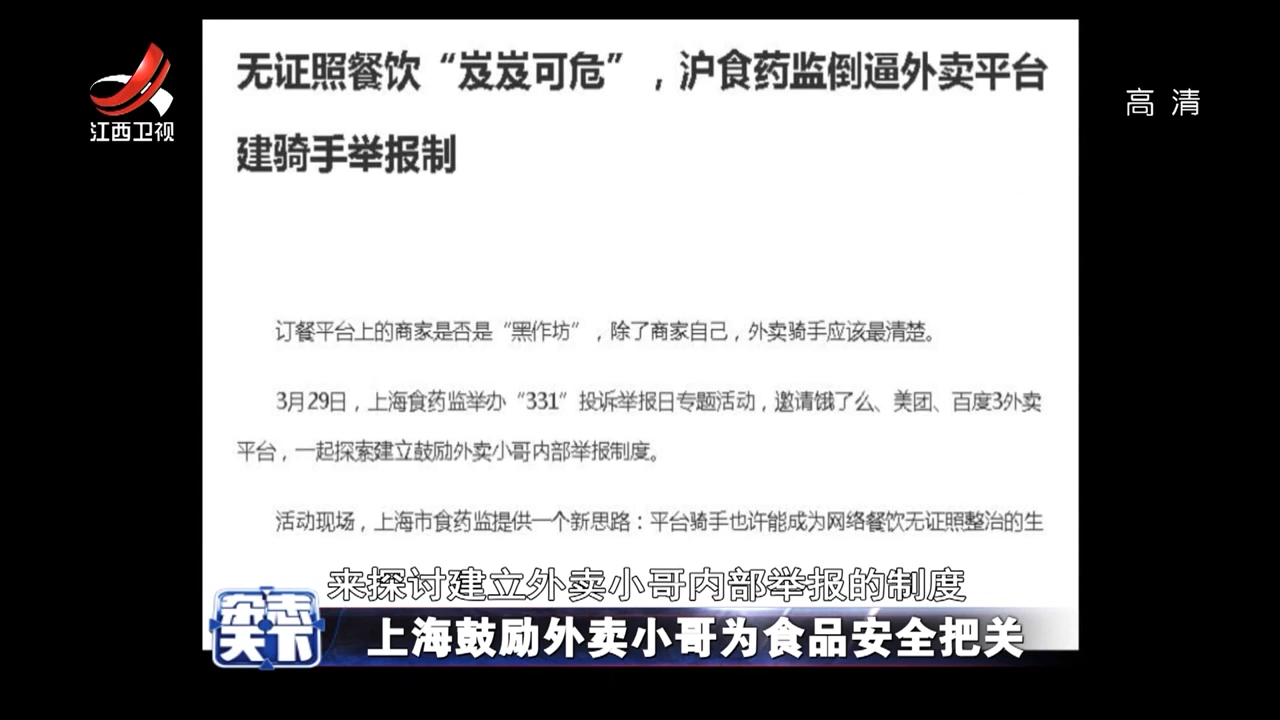 江西卫视
高清
无证照餐饮“岌岌可危”，沪食药监倒逼外卖平台
建骑手举报制
订餐平台上的商家是否是“黑作坊”，除了商家自己，外卖骑手应该最清楚。
3月29日，上海食药监举办“331”投诉举报日专题活动，邀请饿了么、美团、百度3外卖
平台，一起探索建立鼓励外卖小哥内部举报制度。
活动现场，上海市食药监提供一个新思路：平台骑手也许能成为网络餐饮无证照整治的生
来探讨建立外卖小哥内部举报的制度
杂志
天下
上海鼓励外卖小哥为食品安全把关